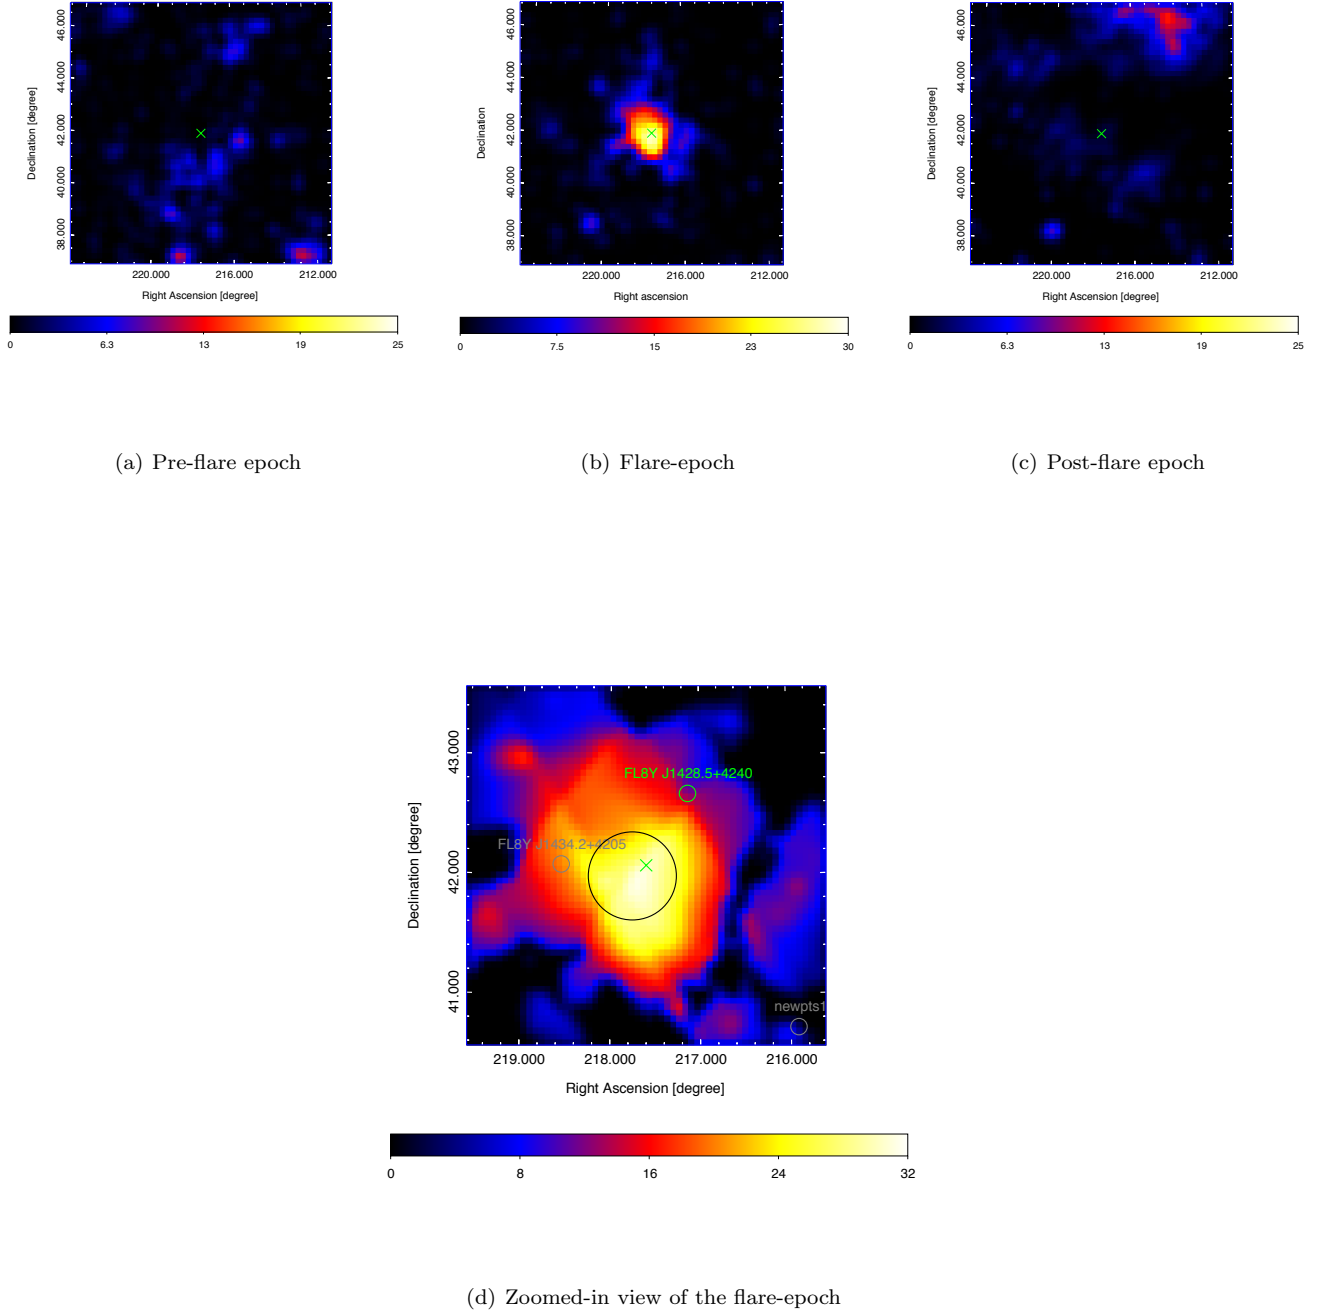 46.000
44.000
42.000
40.000
38.000
Declination [degree]
220.000 216.000 212.000
Right Ascension [degree]
0 6.3 13 19 25
(a) Pre-flare epoch
46.000
44.000
42.000
40.000
38.000
Declination
220.000 216.000 212.000
Right ascension
0 7.5 15 23 30
(b) Flare-epoch
46.000
44.000
42.000
40.000
38.000
Declination [degree]
220.000 216.000 212.000
Right Ascension [degree]
0 6.3 13 19 25
(c) Post-flare epoch
43.000
42.000
41.000
Declination [degree]
FL8Y J1428.5+4240
FL8Y J1434.2+4205
newpts1
219.000 218.000 217.000 216.000
Right Ascension [degree]
0 8 16 24 32
(d) Zoomed-in view of the flare-epoch